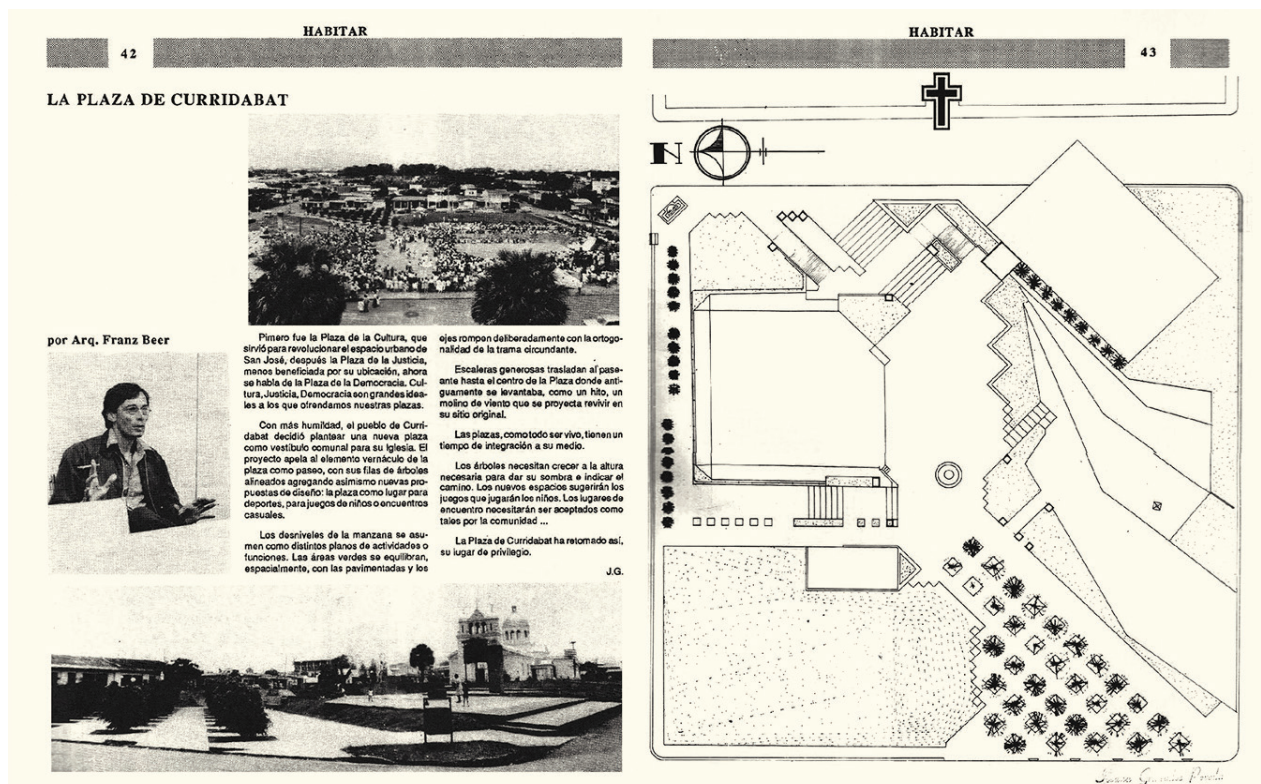 HABITAR
42
LA PLAZA DE CURRIDABAT
por Arq. Franz Beer
Pimero fue la Plaza de la Cultura, que
sirvió para revolucionar el espacio urbano de
San José, después la Plaza de la Justicia,
menos beneficiada por su ubicación, ahora
se habla de la Plaza de la Democracia. Cul-
tura, Justicia, Democracia son grandes idea-
les a los que ofrendamos nuestras plazas.
Con más humildad, el pueblo de Curri-
dabat decidió plantear una nueva plaza
como vestíbulo comunal para su Iglesia. El
proyecto apela al elemento vernáculo de la
plaza como paseo, con sus filas de árboles
alineados agregando asimismo nuevas pro-
puestas de diseño: la plaza como lugar para
deportes, para juegos de niños o encuentros
casuales.
Los desniveles de la manzana se asu-
men como distintos planos de actividades o
funciones. Las áreas verdes se equilibran,
espacialmente, con las pavimentadas y los
ejes rompen deliberadamente con la ortogo-
nalidad de la trama circundante.
Escaleras generosas trasladan al pase-
ante hasta el centro de la Plaza donde anti-
guamente se levantaba, como un hito, un
molino de viento que se proyecta revivir en
su sitio original.
Las plazas, como todo ser vivo, tienen un
tiempo de integración a su medio.
Los árboles necesitan crecer a la altura
necesaria para dar su sombra e indicar el
camino. Los nuevos espacios sugerirán los
juegos que jugarán los niños. Los lugares de
encuentro necesitarán ser aceptados como
tales por la comunidad ...
La Plaza de Curridabat ha retomado así,
su lugar de privilegio.
J.G.
HABITAR
43
N